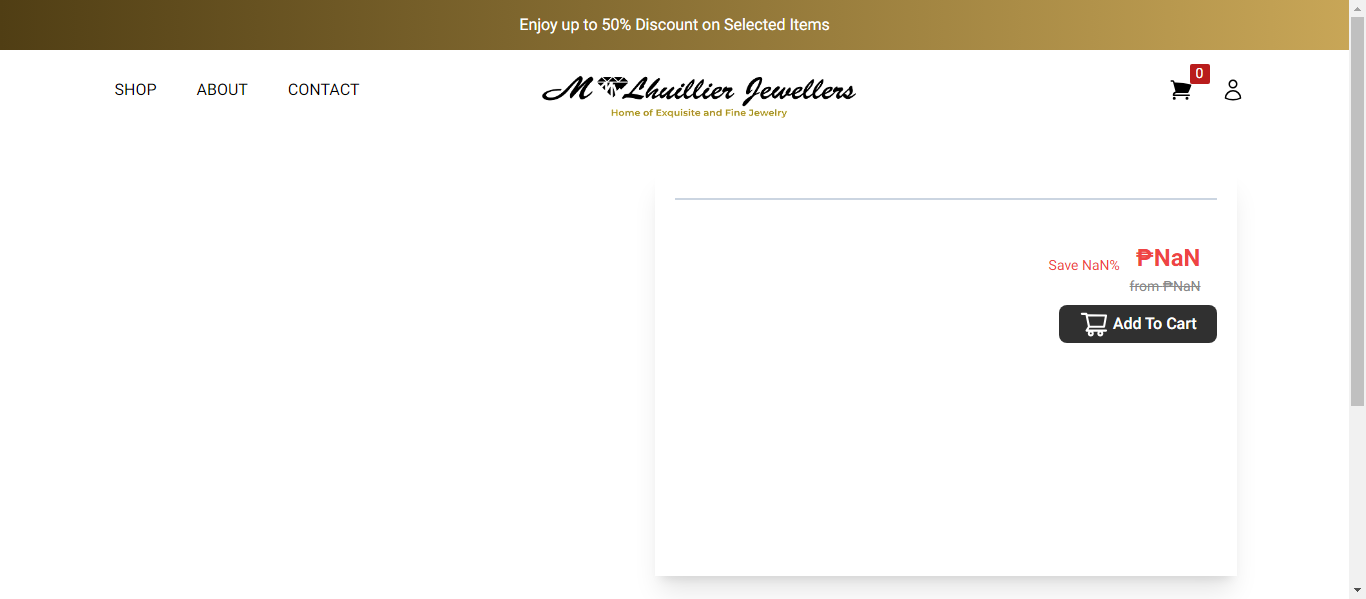 Enjoy up to 50% Discount on Selected Items
SHOP ABOUT CONTACT
M Lhuillier Jewellers
Home of Exquisite and Fine Jewelry
0
Save NaN% ₱NaN
from ₱NaN
Add To Cart